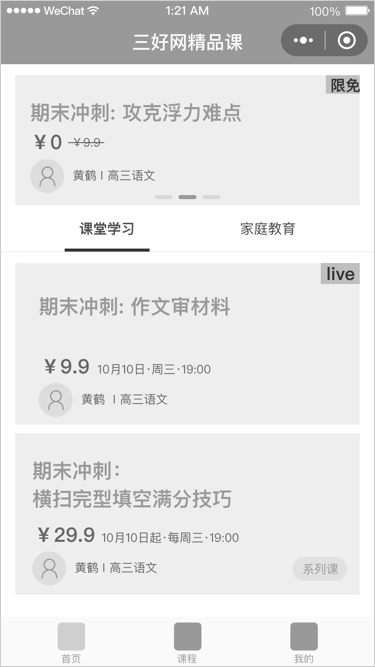 WeChat 1:21 AM 100%
三好网精品课
限免
期末冲刺: 攻克浮力难点
¥0 ¥9.9
黄鹤 | 高三语文
课堂学习 家庭教育
live
期末冲刺: 作文审材料
¥9.9 10月10日·周三·19:00
黄鹤 | 高三语文
期末冲刺:
横扫完型填空满分技巧
¥29.9 10月10日起·每周三·19:00
黄鹤 | 高三语文
系列课
首页 课程 我的